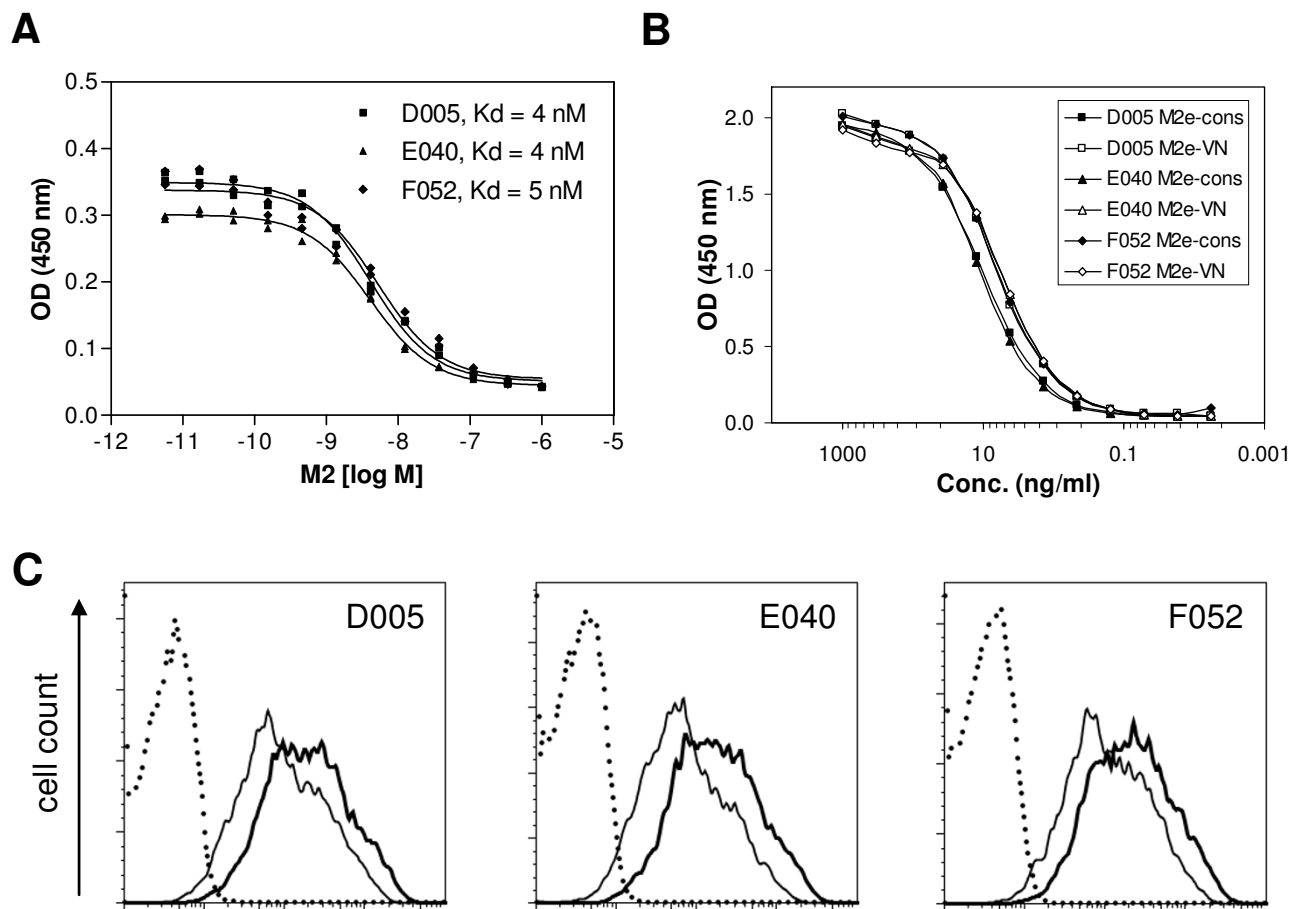 A
0.5
0.4
0.3
0.2
0.1
0.0
OD (450 nm)
-12
-11
-10
-9
-8
-7
-6
-5
M2 [log M]
D005, Kd = 4 nM
E040, Kd = 4 nM
F052, Kd = 5 nM
B
2.0
1.5
1.0
0.5
0.0
OD (450 nm)
1000
10
0.1
0.001
Conc. (ng/ml)
D005 M2e-cons
D005 M2e-VN
E040 M2e-cons
E040 M2e-VN
F052 M2e-cons
F052 M2e-VN
C
cell count
D005
E040
F052